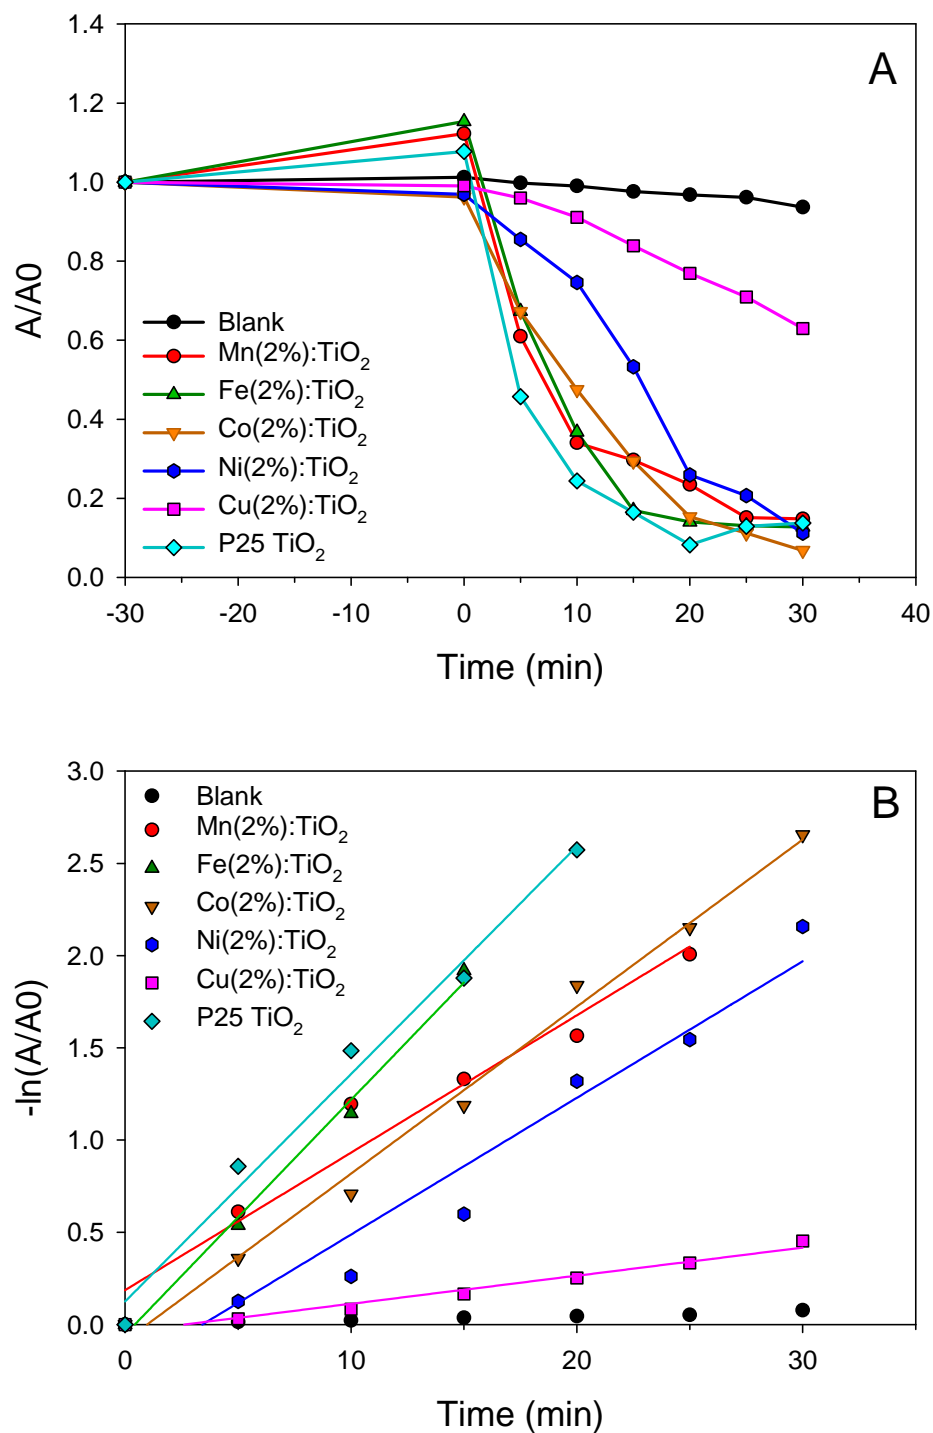 1.4
A
1.2
1.0
0.8
0.6
0.4
0.2
0.0
A/A0
Blank
Mn(2%):TiO2
Fe(2%):TiO2
Co(2%):TiO2
Ni(2%):TiO2
Cu(2%):TiO2
P25 TiO2
-30 -20 -10 0 10 20 30 40
Time (min)
3.0
B
2.5
2.0
1.5
1.0
0.5
0.0
-ln(A/A0)
Blank
Mn(2%):TiO2
Fe(2%):TiO2
Co(2%):TiO2
Ni(2%):TiO2
Cu(2%):TiO2
P25 TiO2
0 10 20 30
Time (min)